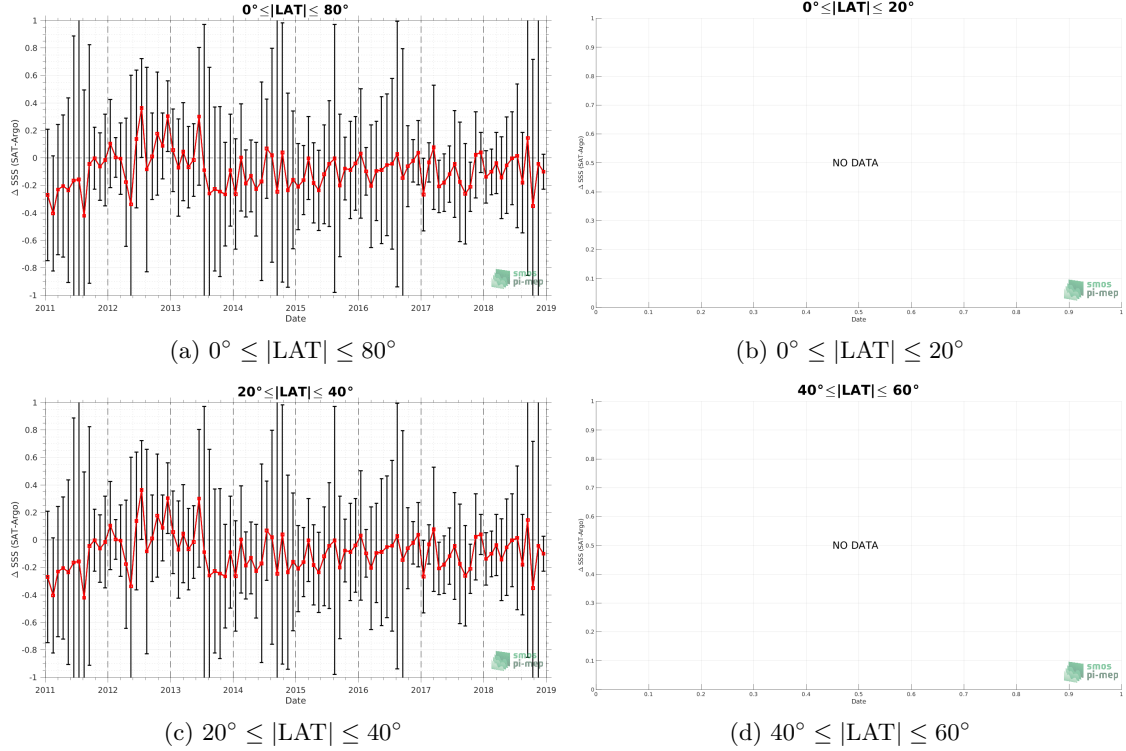 0°≤|LAT|≤ 80°
Δ SSS (SAT-Argo)
1
0.8
0.6
0.4
0.2
0
-0.2
-0.4
-0.6
-0.8
-1
2011 2012 2013 2014 2015 2016 2017 2018 2019
Date
smos
pi-mep
(a) 0° ≤ |LAT| ≤ 80°
0°≤|LAT|≤ 20°
Δ SSS (SAT-Argo)
1
0.9
0.8
0.7
0.6
0.5
0.4
0.3
0.2
0.1
0
NO DATA
0 0.1 0.2 0.3 0.4 0.5 0.6 0.7 0.8 0.9 1
Date
smos
pi-mep
(b) 0° ≤ |LAT| ≤ 20°
20°≤|LAT|≤ 40°
Δ SSS (SAT-Argo)
1
0.8
0.6
0.4
0.2
0
-0.2
-0.4
-0.6
-0.8
-1
2011 2012 2013 2014 2015 2016 2017 2018 2019
Date
smos
pi-mep
(c) 20° ≤ |LAT| ≤ 40°
40°≤|LAT|≤ 60°
Δ SSS (SAT-Argo)
1
0.9
0.8
0.7
0.6
0.5
0.4
0.3
0.2
0.1
0
NO DATA
0 0.1 0.2 0.3 0.4 0.5 0.6 0.7 0.8 0.9 1
Date
smos
pi-mep
(d) 40° ≤ |LAT| ≤ 60°